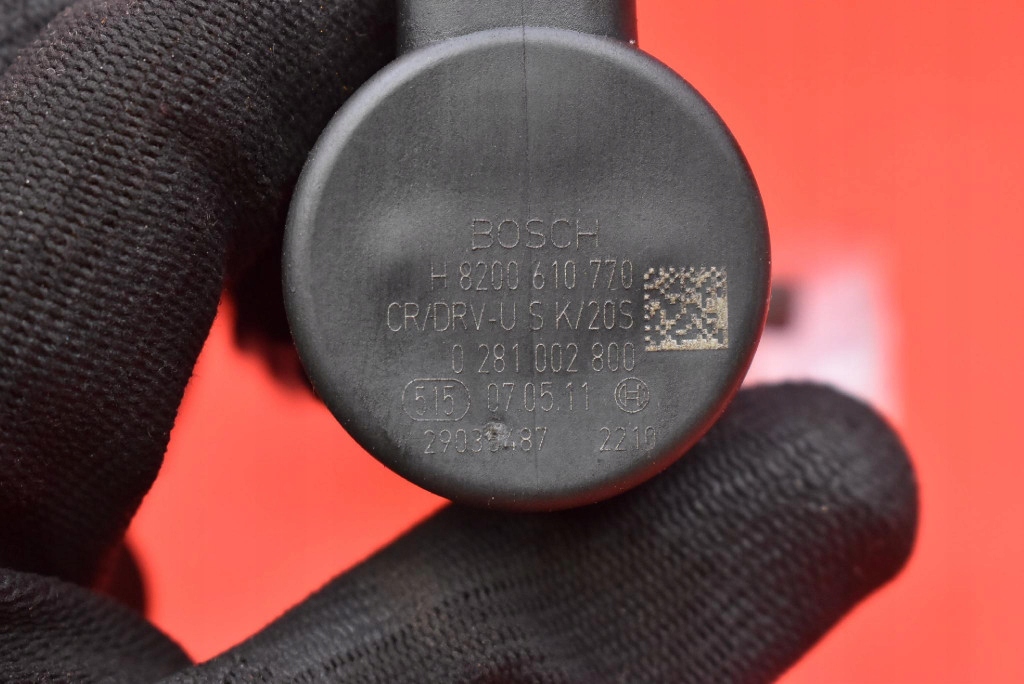 BOSCH
H 8200 610 770
CR/DRV-U S K/20S
0 281 002 800
515 07.05.11 H
2210